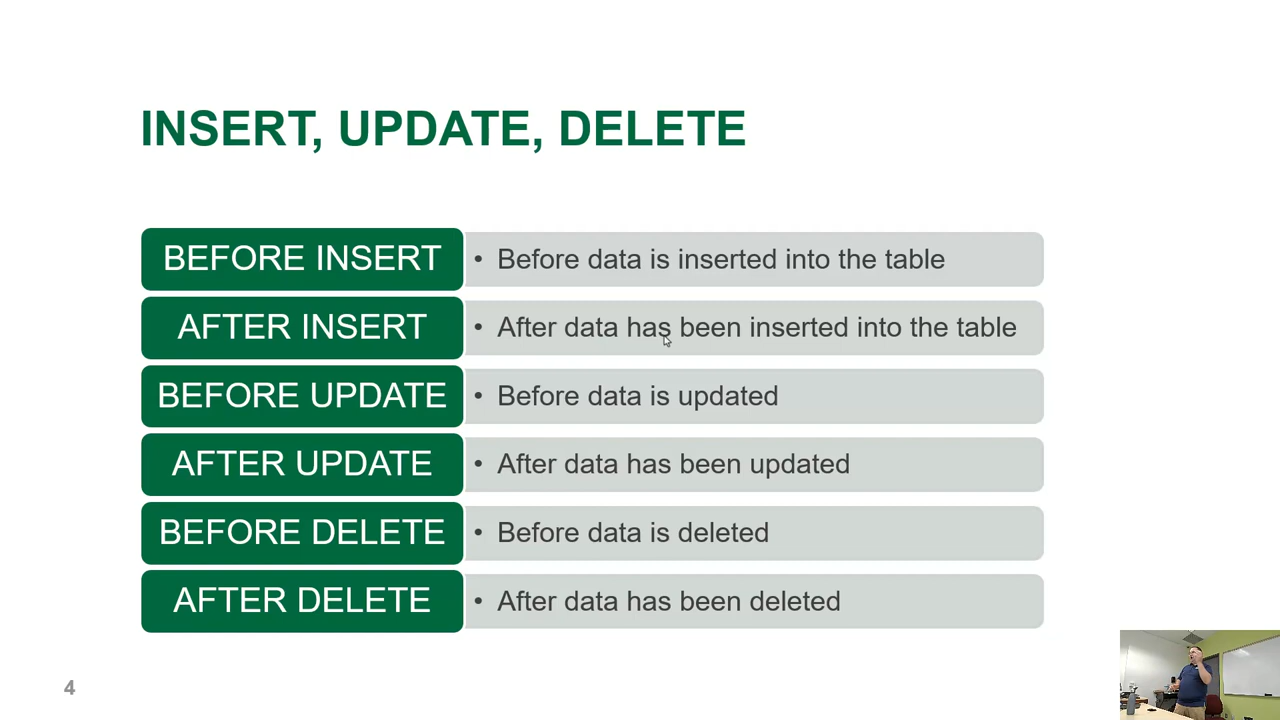 INSERT, UPDATE, DELETE
BEFORE INSERT
• Before data is inserted into the table
AFTER INSERT
• After data has been inserted into the table
BEFORE UPDATE
• Before data is updated
AFTER UPDATE
• After data has been updated
BEFORE DELETE
• Before data is deleted
AFTER DELETE
• After data has been deleted
4